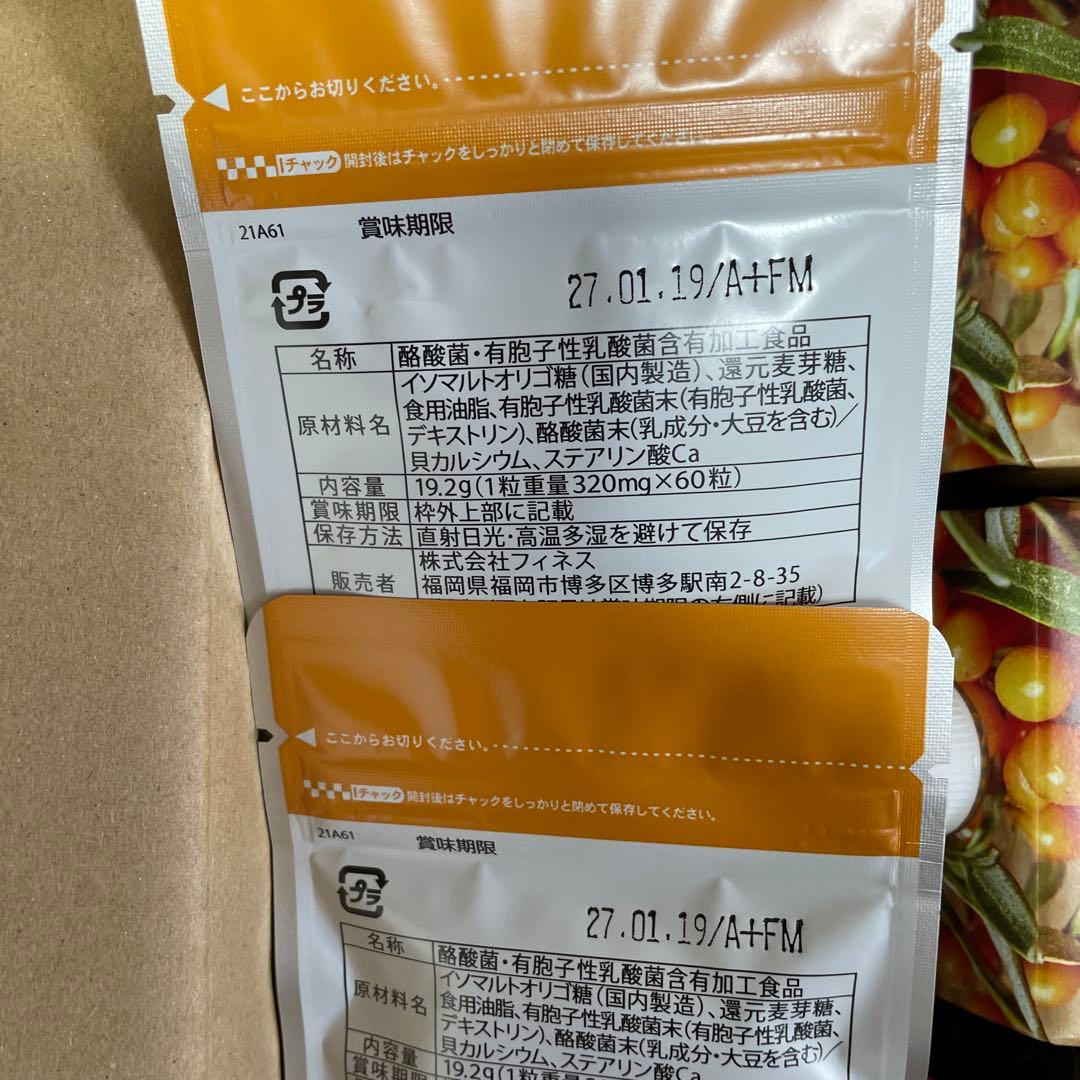 ここからお切りください。
Iチャック 開封後はチャックをしっかりと閉めて保存してください。
21A61 賞味期限
プラ
27.01.19/A+FM
名称 酪酸菌・有胞子性乳酸菌含有加工食品
原材料名 イソマルトオリゴ糖(国内製造)、還元麦芽糖、
食用油脂、有胞子性乳酸菌末(有胞子性乳酸菌、
デキストリン)、酪酸菌末(乳成分・大豆を含む)/
貝カルシウム、ステアリン酸Ca
内容量 19.2g(1粒重量320mg×60粒)
賞味期限 枠外上部に記載
保存方法 直射日光・高温多湿を避けて保存
販売者 株式会社フィネス
福岡県福岡市博多区博多駅南2-8-35
賞味期限の右側に記載)
ここからお切りください。
Iチャック 開封後はチャックをしっかりと閉めて保存してください。
21A61 賞味期限
プラ
27.01.19/A+FM
名称 酪酸菌・有胞子性乳酸菌含有加工食品
原材料名 イソマルトオリゴ糖(国内製造)、還元麦芽糖、
食用油脂、有胞子性乳酸菌末(有胞子性乳酸菌、
デキストリン)、酪酸菌末(乳成分・大豆を含む)/
貝カルシウム、ステアリン酸Ca
内容量 19.2g(1粒重量
賞味期限